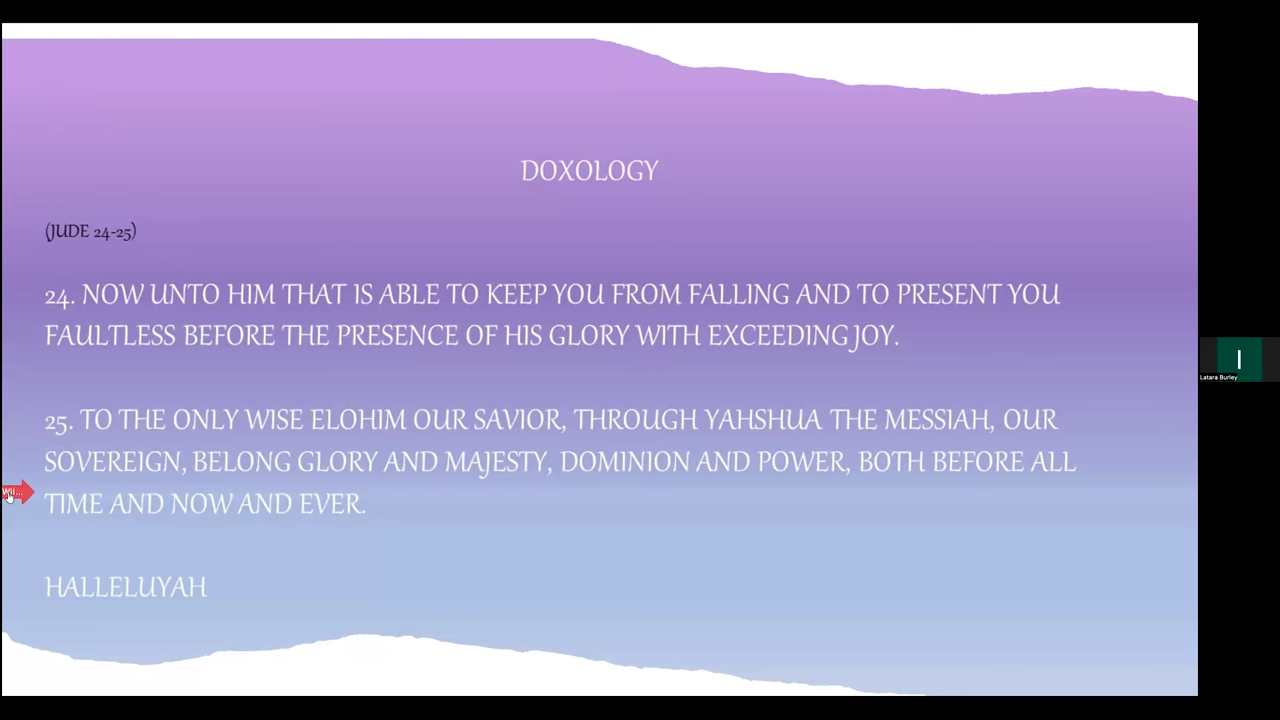 DOXOLOGY
(JUDE 24-25)
24. NOW UNTO HIM THAT IS ABLE TO KEEP YOU FROM FALLING AND TO PRESENT YOU
FAULTLESS BEFORE THE PRESENCE OF HIS GLORY WITH EXCEEDING JOY.
25. TO THE ONLY WISE ELOHIM OUR SAVIOR, THROUGH YAHSHUA THE MESSIAH, OUR
SOVEREIGN, BELONG GLORY AND MAJESTY, DOMINION AND POWER, BOTH BEFORE ALL
TIME AND NOW AND EVER.
HALLELUYAH
I
Latara Burley